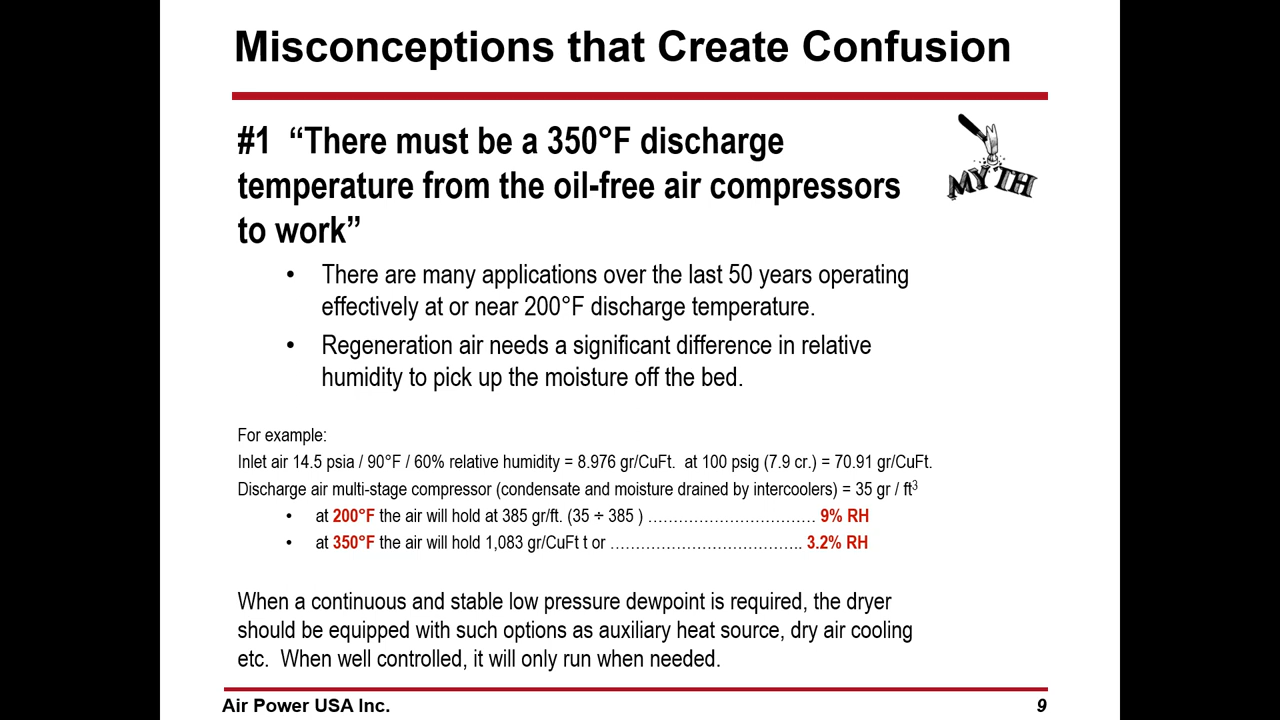 Misconceptions that Create Confusion
#1 “There must be a 350°F discharge
temperature from the oil-free air compressors
to work”
MYTH
• There are many applications over the last 50 years operating
effectively at or near 200°F discharge temperature.
• Regeneration air needs a significant difference in relative
humidity to pick up the moisture off the bed.
For example:
Inlet air 14.5 psia / 90°F / 60% relative humidity = 8.976 gr/CuFt. at 100 psig (7.9 cr.) = 70.91 gr/CuFt.
Discharge air multi-stage compressor (condensate and moisture drained by intercoolers) = 35 gr / ft³
• at 200°F the air will hold at 385 gr/ft. (35 ÷ 385 ) …………………………… 9% RH
• at 350°F the air will hold 1,083 gr/CuFt t or ……………………………….. 3.2% RH
When a continuous and stable low pressure dewpoint is required, the dryer
should be equipped with such options as auxiliary heat source, dry air cooling
etc. When well controlled, it will only run when needed.
Air Power USA Inc.
9